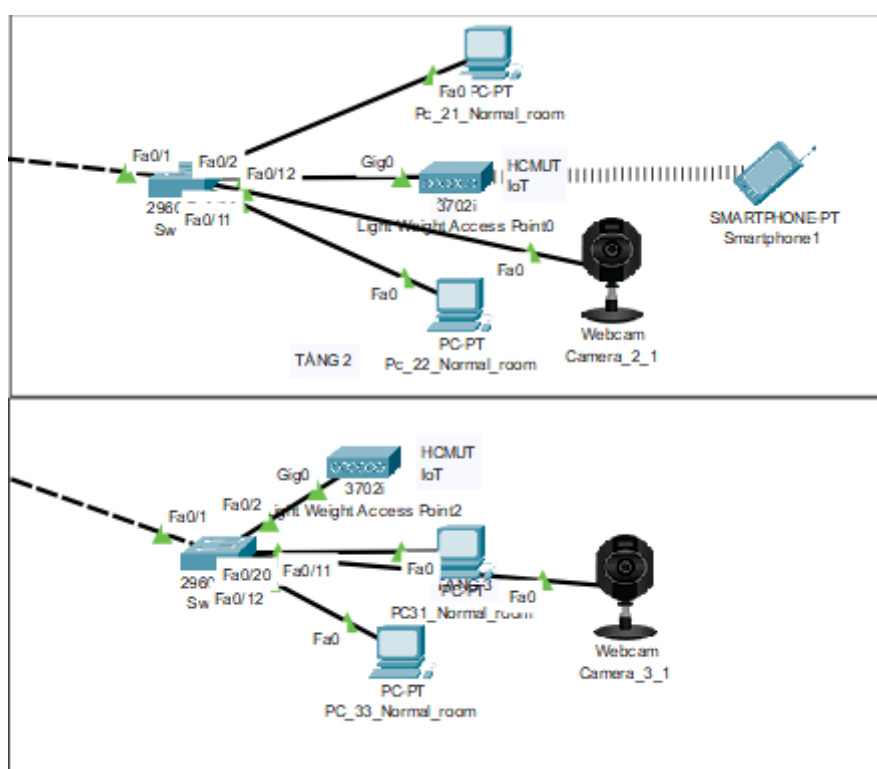 Fa0 PC-PT
Pc_21_Normal_room
Fa0/1
Fa0/2
Fa0/12
Gig0
HCMUT
IoT
3702i
Light Weight Access Point0
SMARTPHONE-PT
Smartphone1
Fa0/11
Fa0
Fa0
PC-PT
Pc_22_Normal_room
Webcam
Camera_2_1
TẦNG 2
HCMUT
IoT
Gig0
3702i
Fa0/2
ight Weight Access Point2
Fa0/1
Fa0/20
Fa0/11
Fa0
Fa0/12
PC-PT
PC31_Normal_room
Fa0
Fa0
Webcam
Camera_3_1
PC-PT
PC_33_Normal_room